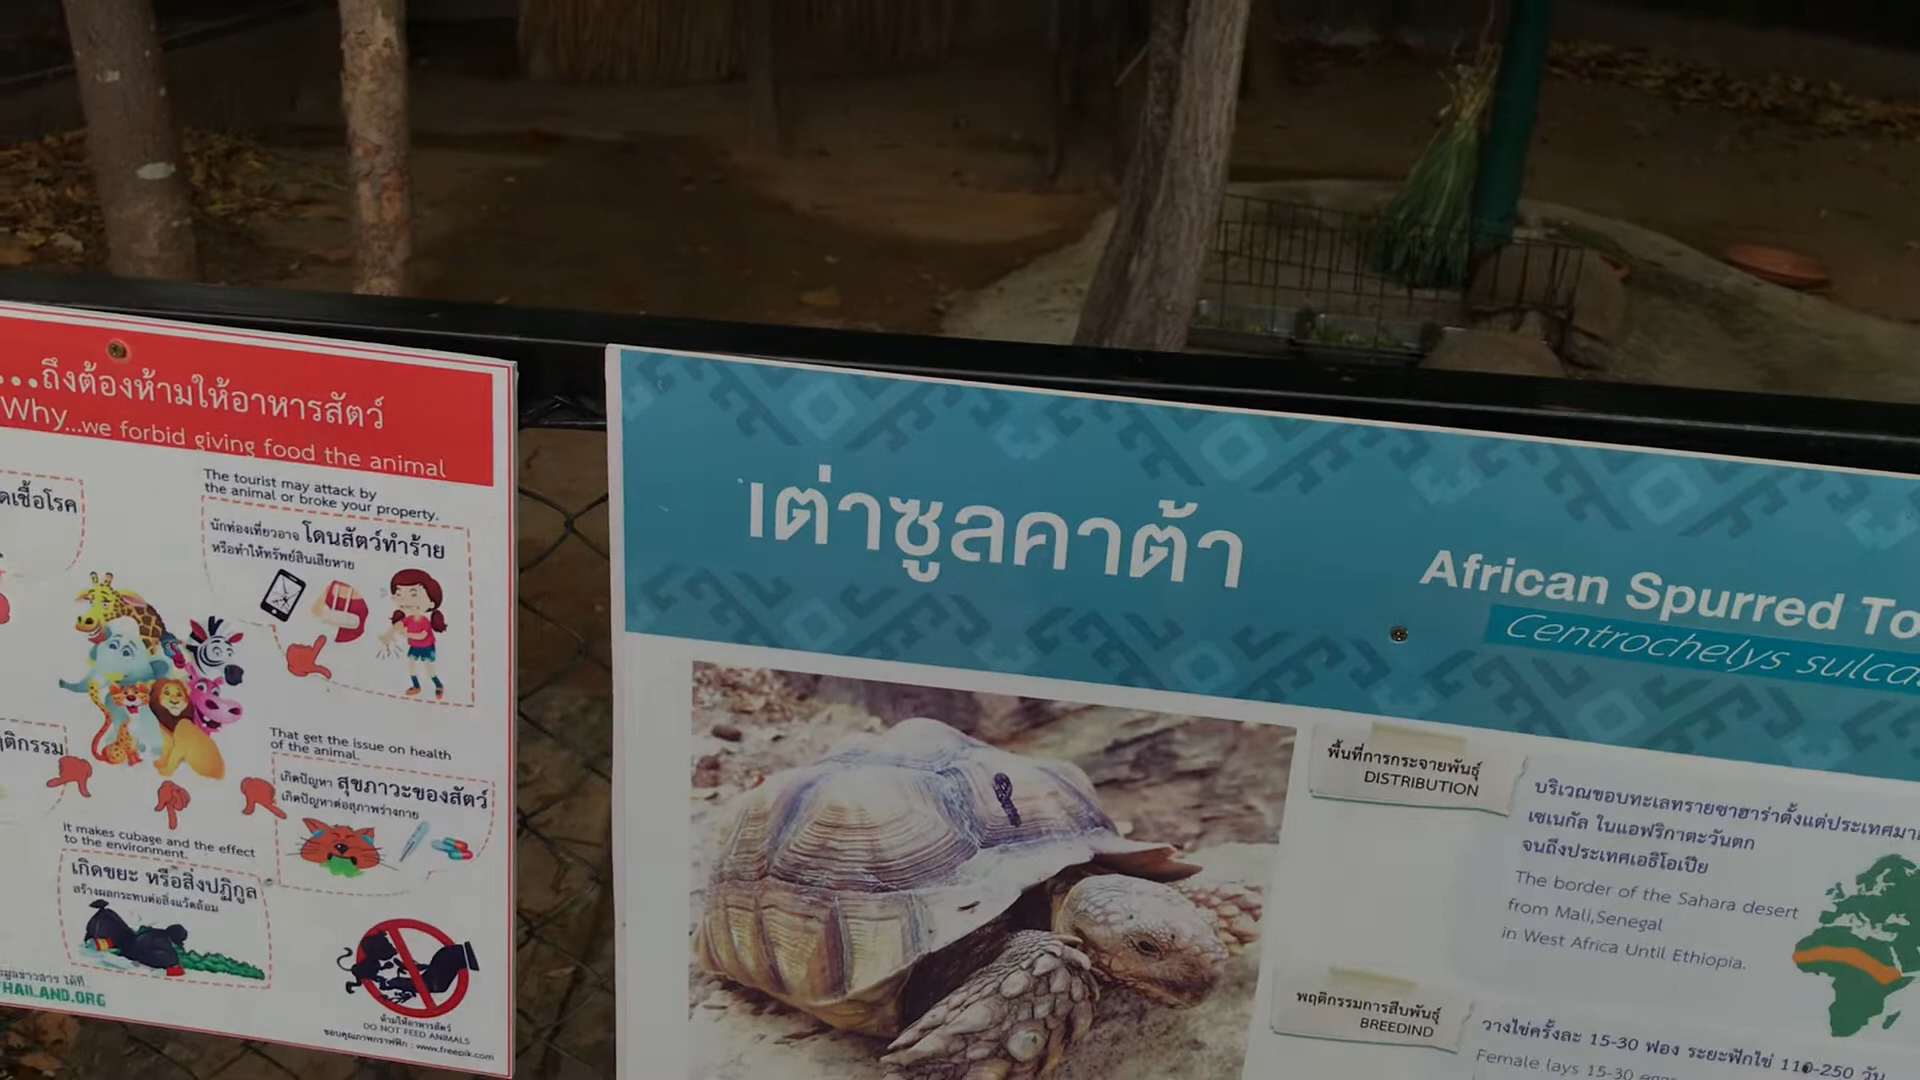 ...ถึงต้องห้ามให้อาหารสัตว์
Why...we forbid giving food the animal
The tourist may attack by
the animal or broke your property.
นักท่องเที่ยวอาจ โดนสัตว์ทำร้าย
หรือทำให้ทรัพย์สินเสียหาย
That get the issue on health
of the animal.
เกิดปัญหา สุขภาวะของสัตว์
เกิดปัญหาต่อสุภาพร่างกาย
It makes cubage and the effect
to the environment.
เกิดขยะ หรือสิ่งปฏิกูล
สร้างผลกระทบต่อสิ่งแวดล้อม
THAILAND.ORG
ห้ามให้อาหารสัตว์
DO NOT FEED ANIMALS
ขอบคุณภาพกราฟฟิก : www.freepik.com
เต่าซูลคาต้า
African Spurred
Centrochelys
พื้นที่การกระจายพันธุ์
DISTRIBUTION
บริเวณขอบทะเลทรายซาฮาร่าตั้งแต่ประเทศมาลี
เซเนกัล ในแอฟริกาตะวันตก
จนถึงประเทศเอธิโอเปีย
The border of the Sahara desert
from Mali,Senegal
in West Africa Until Ethiopia.
พฤติกรรมการสืบพันธุ์
BREEDIND
วางไข่ครั้งละ 15-30 ฟอง ระยะฟักไข่ 110-250 วัน
Female lays 15-30